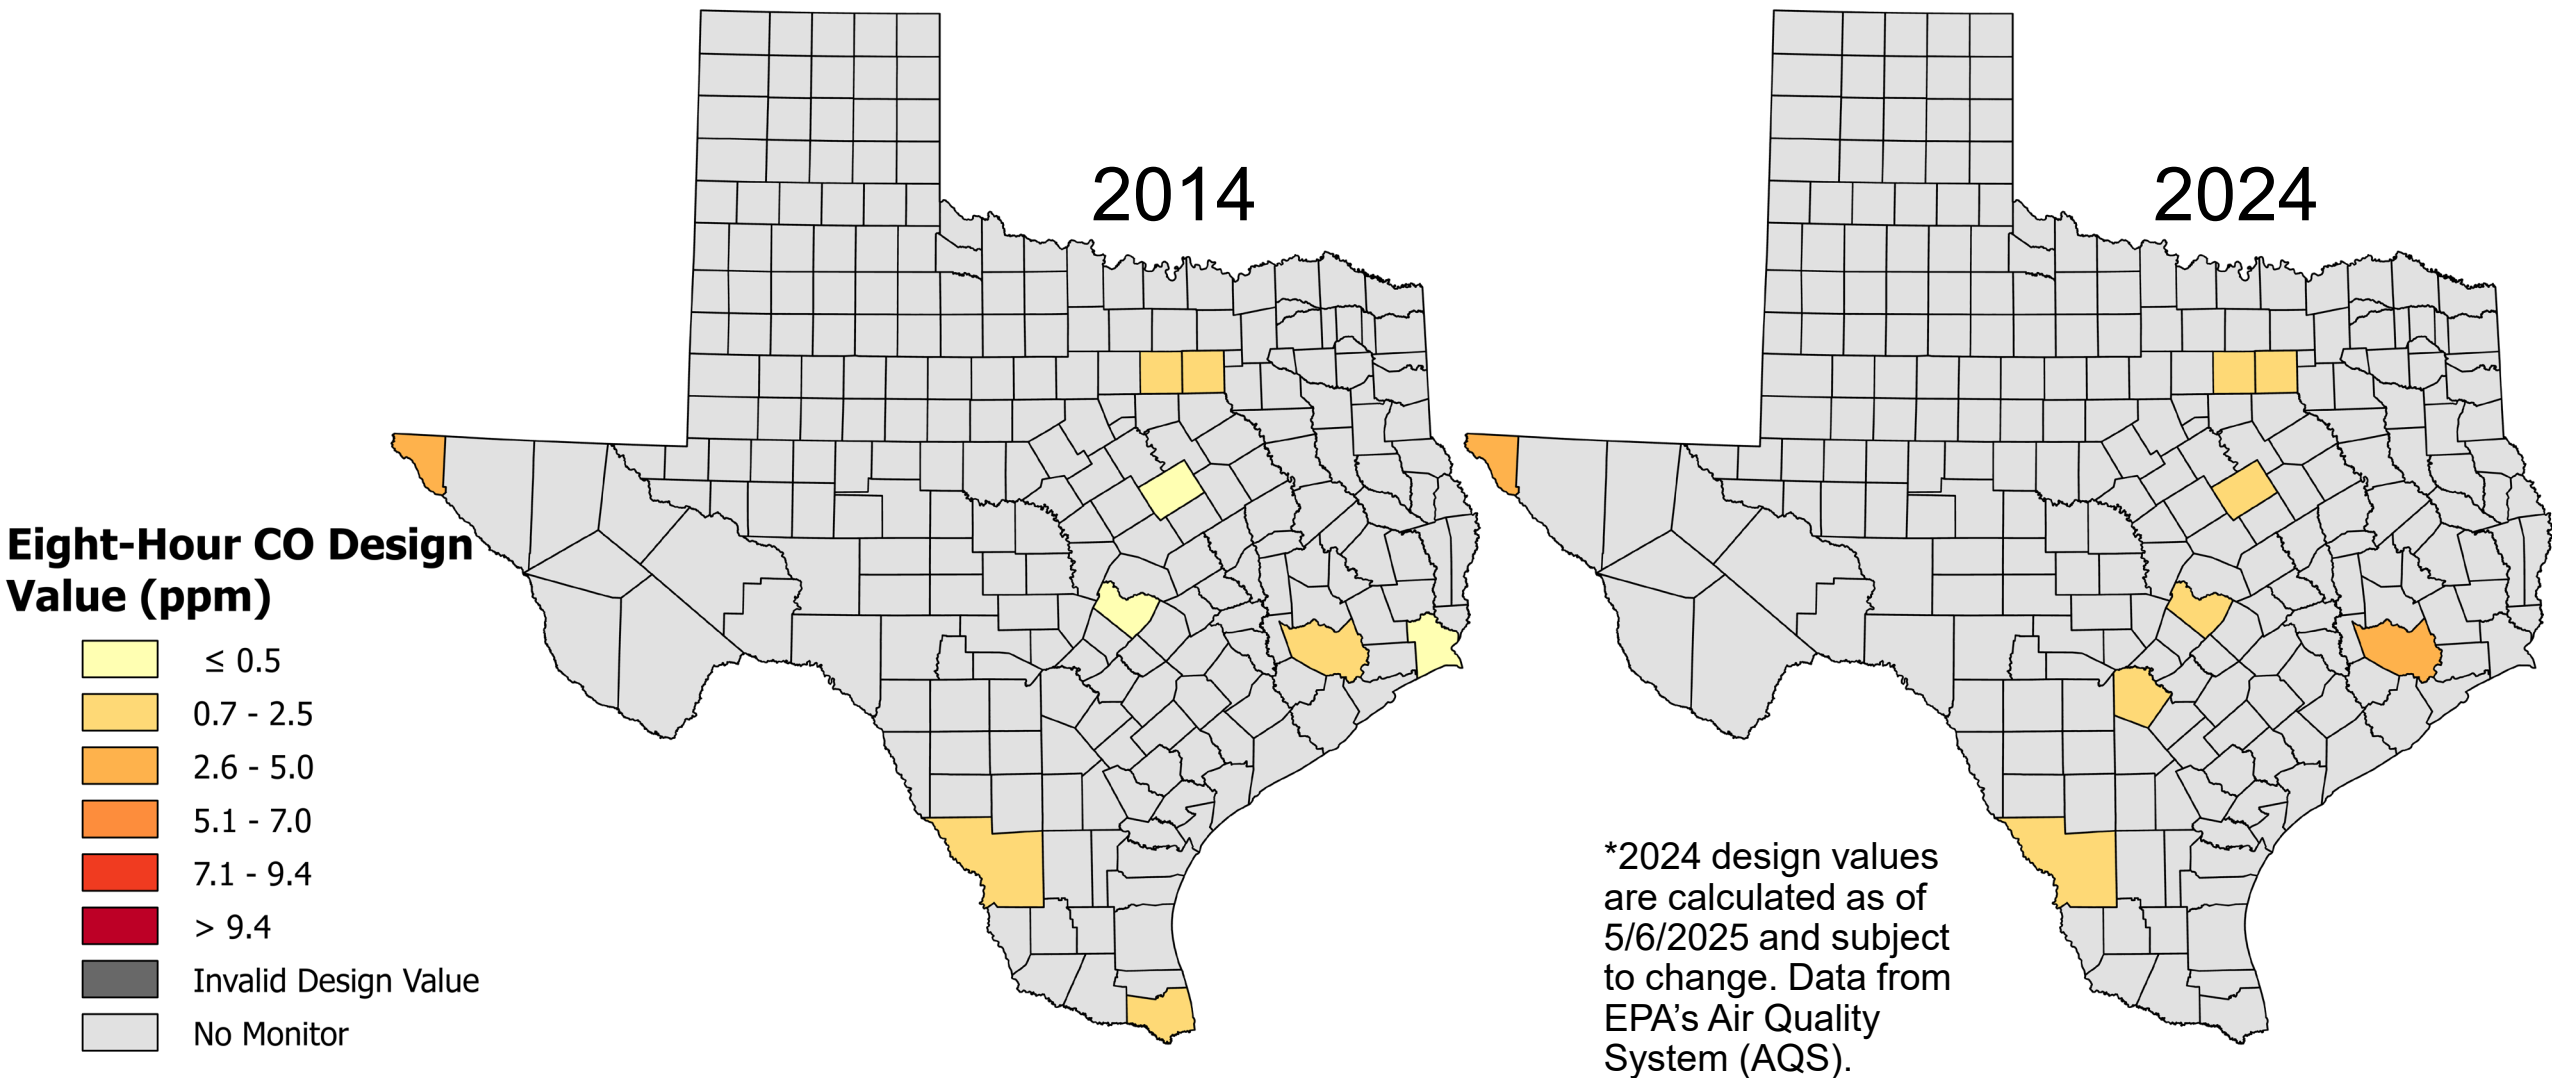 2014
2024
Eight-Hour CO Design
Value (ppm)
≤ 0.5
0.7 - 2.5
2.6 - 5.0
5.1 - 7.0
7.1 - 9.4
> 9.4
Invalid Design Value
No Monitor
*2024 design values
are calculated as of
5/6/2025 and subject
to change. Data from
EPA’s Air Quality
System (AQS).